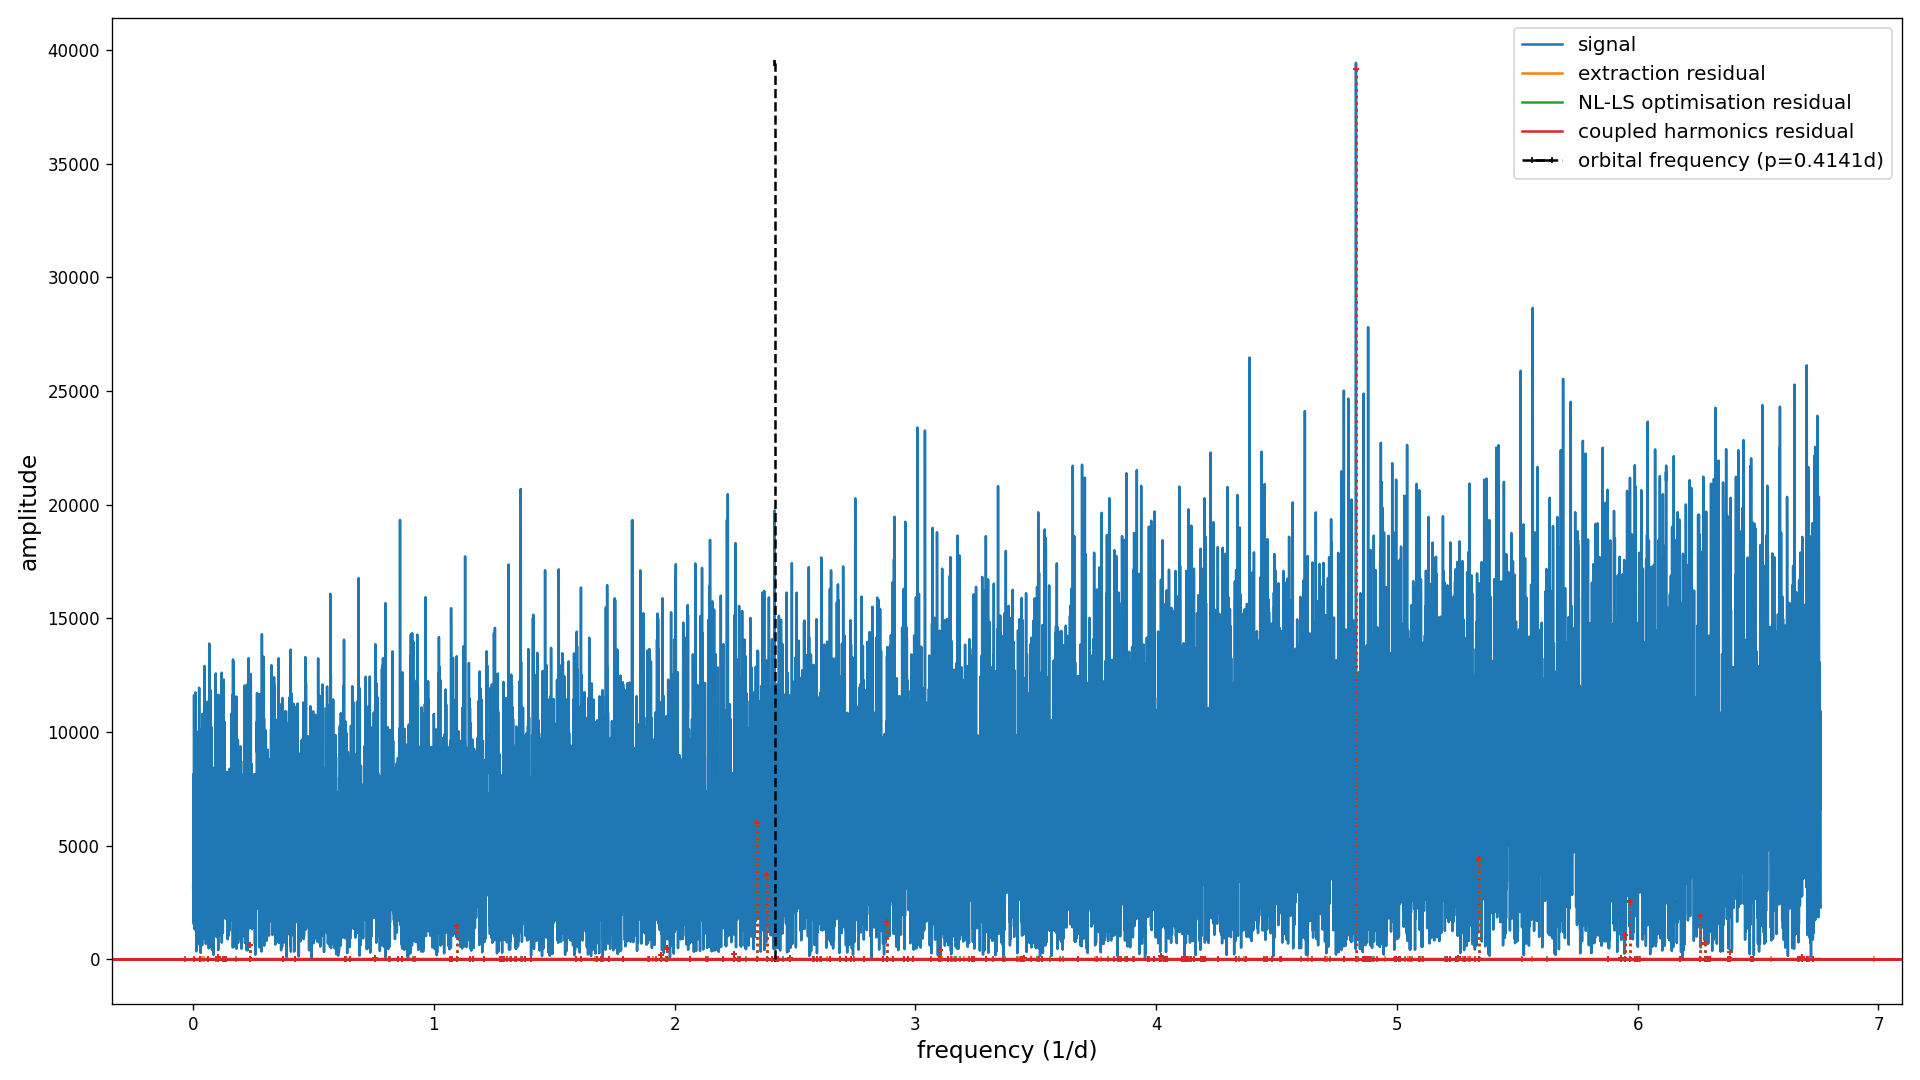 40000
35000
30000
25000
20000
15000
10000
5000
0
amplitude
0 1 2 3 4 5 6 7
frequency (1/d)
signal
extraction residual
NL-LS optimisation residual
coupled harmonics residual
orbital frequency (p=0.4141d)